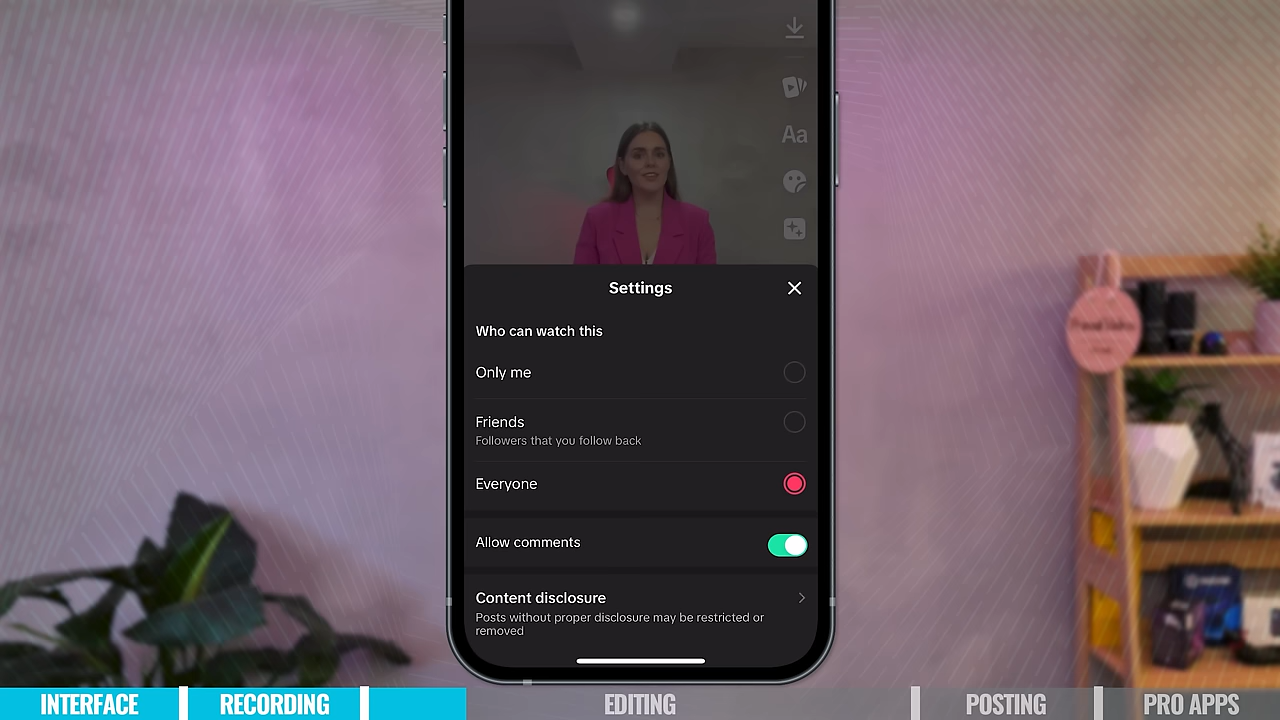 Aa
Settings
Who can watch this
Only me
Friends
Followers that you follow back
Everyone
Allow comments
Content disclosure
Posts without proper disclosure may be restricted or
removed
INTERFACE
RECORDING
EDITING
POSTING
PRO APPS